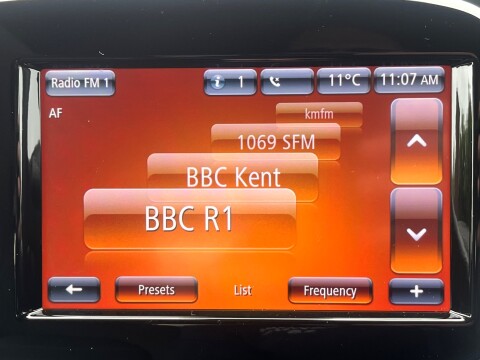 Radio FM 1
i 1
11°C
11:07 AM
AF
kmfm
1069 SFM
BBC Kent
BBC R1
Presets
List
Frequency
+